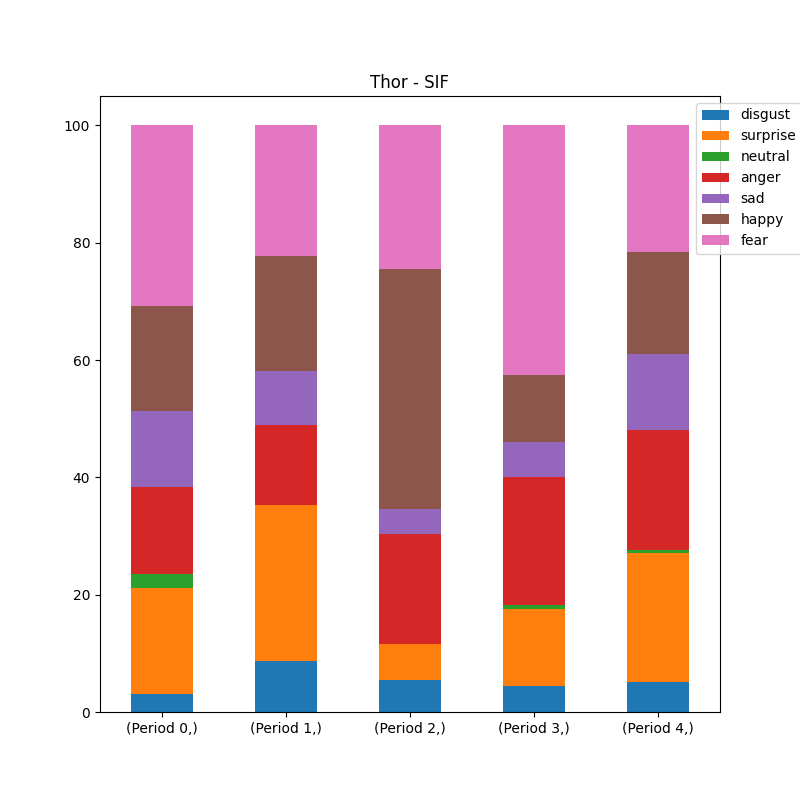 Thor - SIF
disgust
surprise
neutral
anger
sad
happy
fear
100
80
60
40
20
0
(Period 0,) (Period 1,) (Period 2,) (Period 3,) (Period 4,)